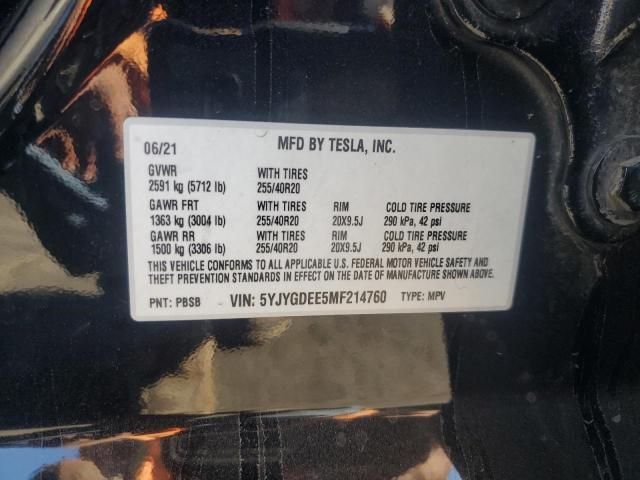 06/21 MFD BY TESLA, INC.
GVWR WITH TIRES
2591 kg (5712 lb) 255/40R20
GAWR FRT WITH TIRES RIM COLD TIRE PRESSURE
1363 kg (3004 lb) 255/40R20 20X9.5J 290 kPa, 42 psi
GAWR RR WITH TIRES RIM COLD TIRE PRESSURE
1500 kg (3306 lb) 255/40R20 20X9.5J 290 kPa, 42 psi
THIS VEHICLE CONFORMS TO ALL APPLICABLE U.S. FEDERAL MOTOR VEHICLE SAFETY AND
THEFT PREVENTION STANDARDS IN EFFECT ON THE DATE OF MANUFACTURE SHOWN ABOVE.
PNT: PBSB VIN: 5YJYGDEE5MF214760 TYPE: MPV